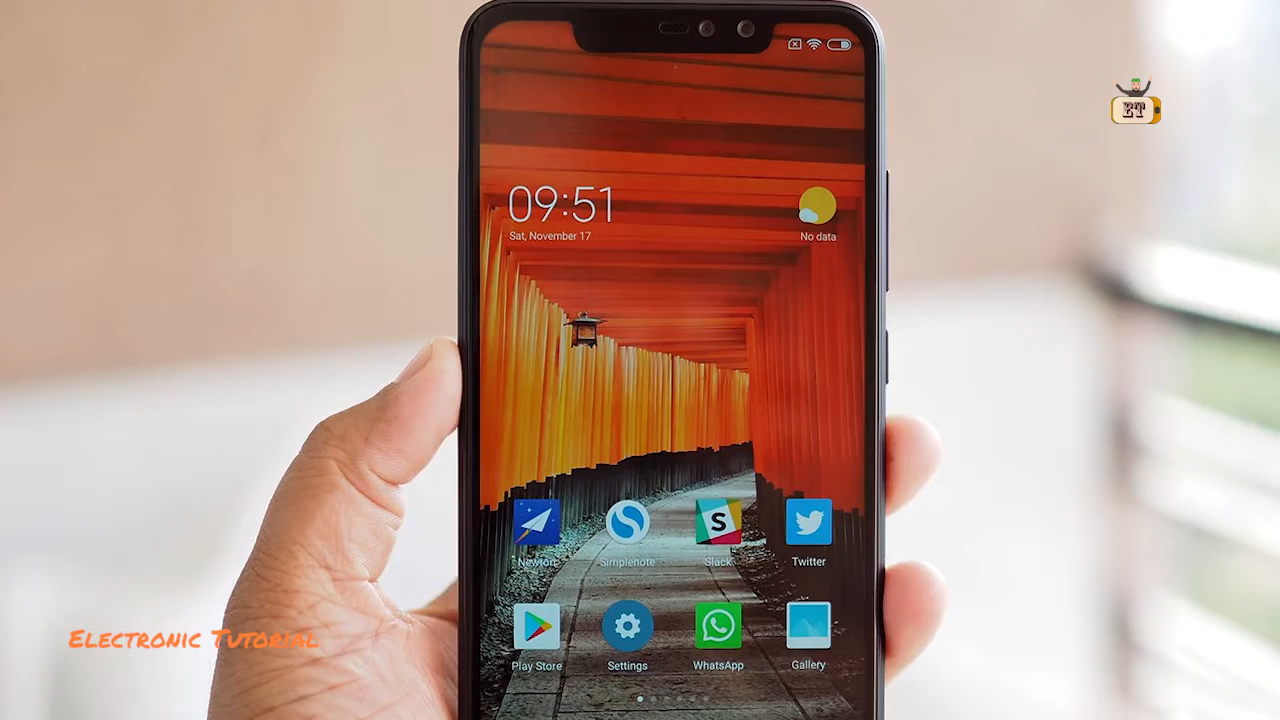 ET
09:51
Sat, November 17
No data
Newton
Simplenote
S
Slack
Twitter
Play Store
Settings
WhatsApp
Gallery
Electronic Tutorial